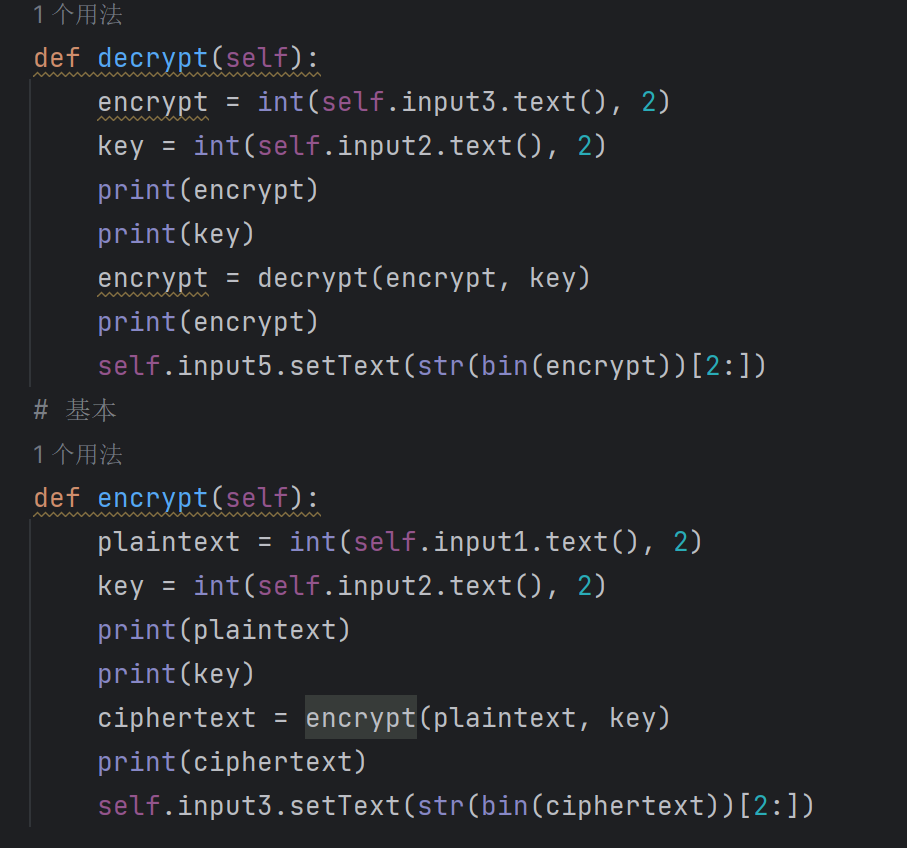 1 个用法
def decrypt(self):
    encrypt = int(self.input3.text(), 2)
    key = int(self.input2.text(), 2)
    print(encrypt)
    print(key)
    encrypt = decrypt(encrypt, key)
    print(encrypt)
    self.input5.setText(str(bin(encrypt))[2:])
# 基本
1 个用法
def encrypt(self):
    plaintext = int(self.input1.text(), 2)
    key = int(self.input2.text(), 2)
    print(plaintext)
    print(key)
    ciphertext = encrypt(plaintext, key)
    print(ciphertext)
    self.input3.setText(str(bin(ciphertext))[2:])